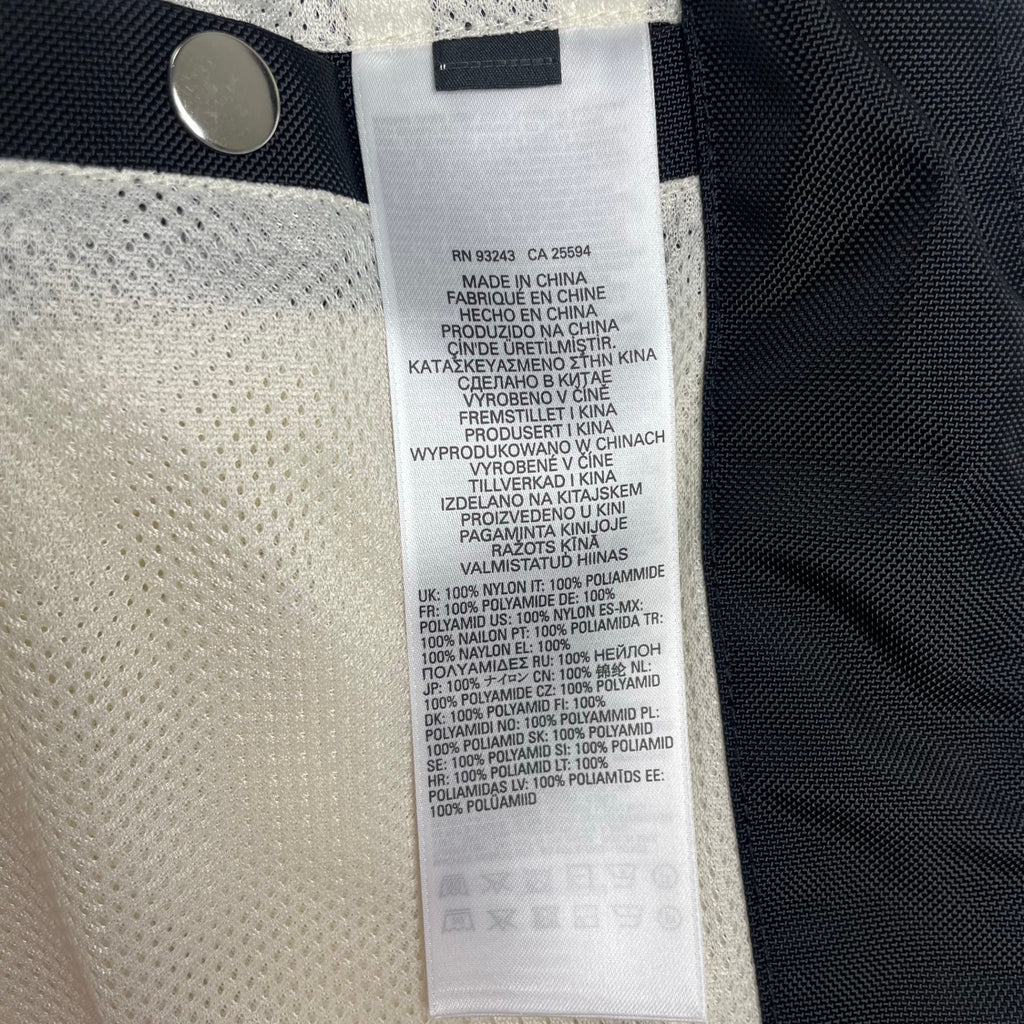 RN 93243 CA 25594
MADE IN CHINA
FABRIQUÉ EN CHINE
HECHO EN CHINA
PRODUZIDO NA CHINA
ÇİN'DE ÜRETİLMİŞTİR.
ΚΑΤΑΣΚΕΥΑΣΜΕΝΟ ΣΤΗΝ ΚΙΝΑ
СДЕЛАНО В КИТАЕ
VYROBENO V ČÍNĚ
FREMSTILLET I KINA
PRODUSERT I KINA
WYPRODUKOWANO W CHINACH
VYROBENÉ V ČÍNE
TILLVERKAD I KINA
IZDELANO NA KITAJSKEM
PROIZVEDENO U KINI
PAGAMINTA KINIJOJE
RAŽOTS ĶĪNĀ
VALMISTATUD HIINAS
UK: 100% NYLON IT: 100% POLIAMMIDE
FR: 100% POLYAMIDE DE: 100%
POLYAMID US: 100% NYLON ES-MX:
100% NAILON PT: 100% POLIAMIDA TR:
100% NAYLON EL: 100%
ΠΟΛΥΑΜΙΔΕΣ RU: 100% НЕЙЛОН
JP: 100% ナイロン CN: 100% 锦纶 NL:
100% POLYAMIDE CZ: 100% POLYAMID
DK: 100% POLYAMID FI: 100%
POLYAMIDI NO: 100% POLYAMMID PL:
100% POLIAMID SK: 100% POLYAMID
SE: 100% POLYAMID SI: 100% POLIAMID
HR: 100% POLIAMID LT: 100%
POLIAMIDAS LV: 100% POLIAMĪDS EE:
100% POLÜAMIID